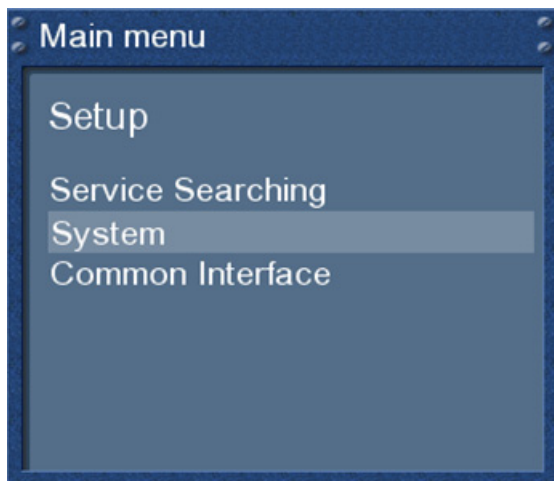 Main menu
Setup
Service Searching
System
Common Interface